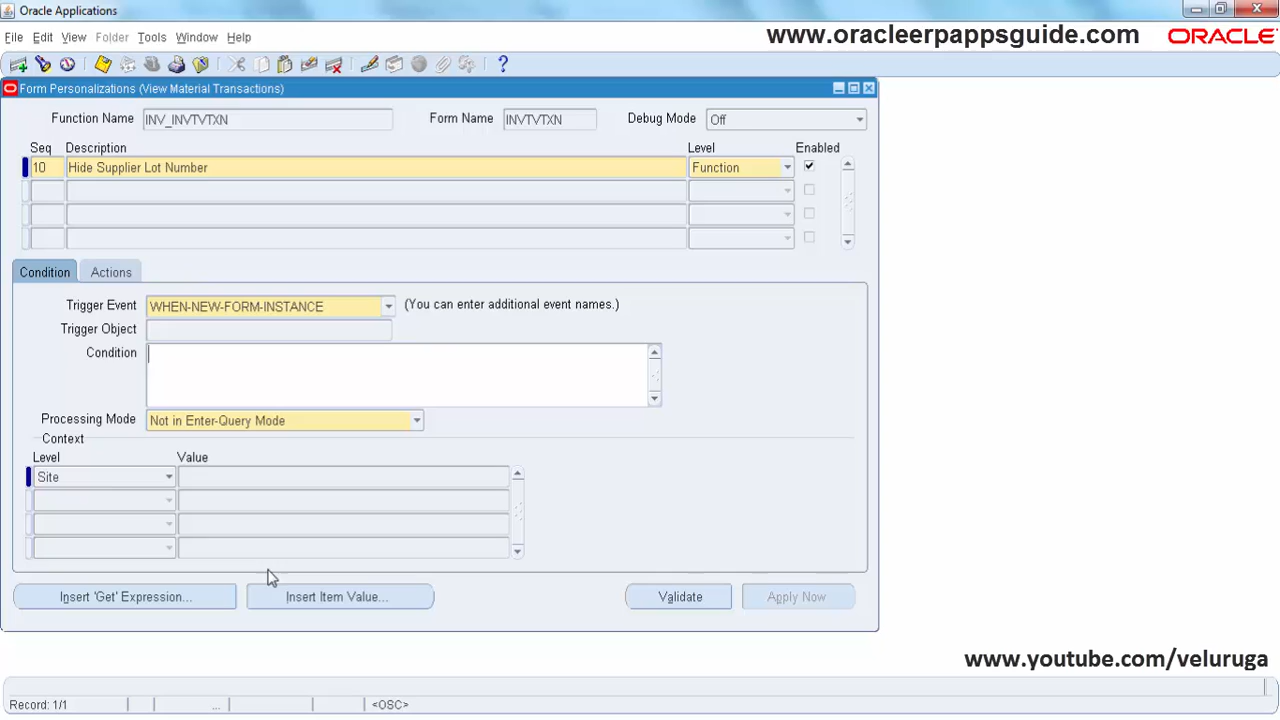 Oracle Applications
File Edit View Folder Tools Window Help
www.oracleerpappsguide.com ORACLE
Form Personalizations (View Material Transactions)
Function Name INV_INVTVTXN Form Name INVTVTXN Debug Mode Off
Seq Description Level Enabled
10 Hide Supplier Lot Number Function
Condition Actions
Trigger Event WHEN-NEW-FORM-INSTANCE (You can enter additional event names.)
Trigger Object
Condition
Processing Mode Not in Enter-Query Mode
Context
Level Value
Site
Insert 'Get' Expression... Insert Item Value... Validate Apply Now
www.youtube.com/veluruga
Record: 1/1 ... <OSC>